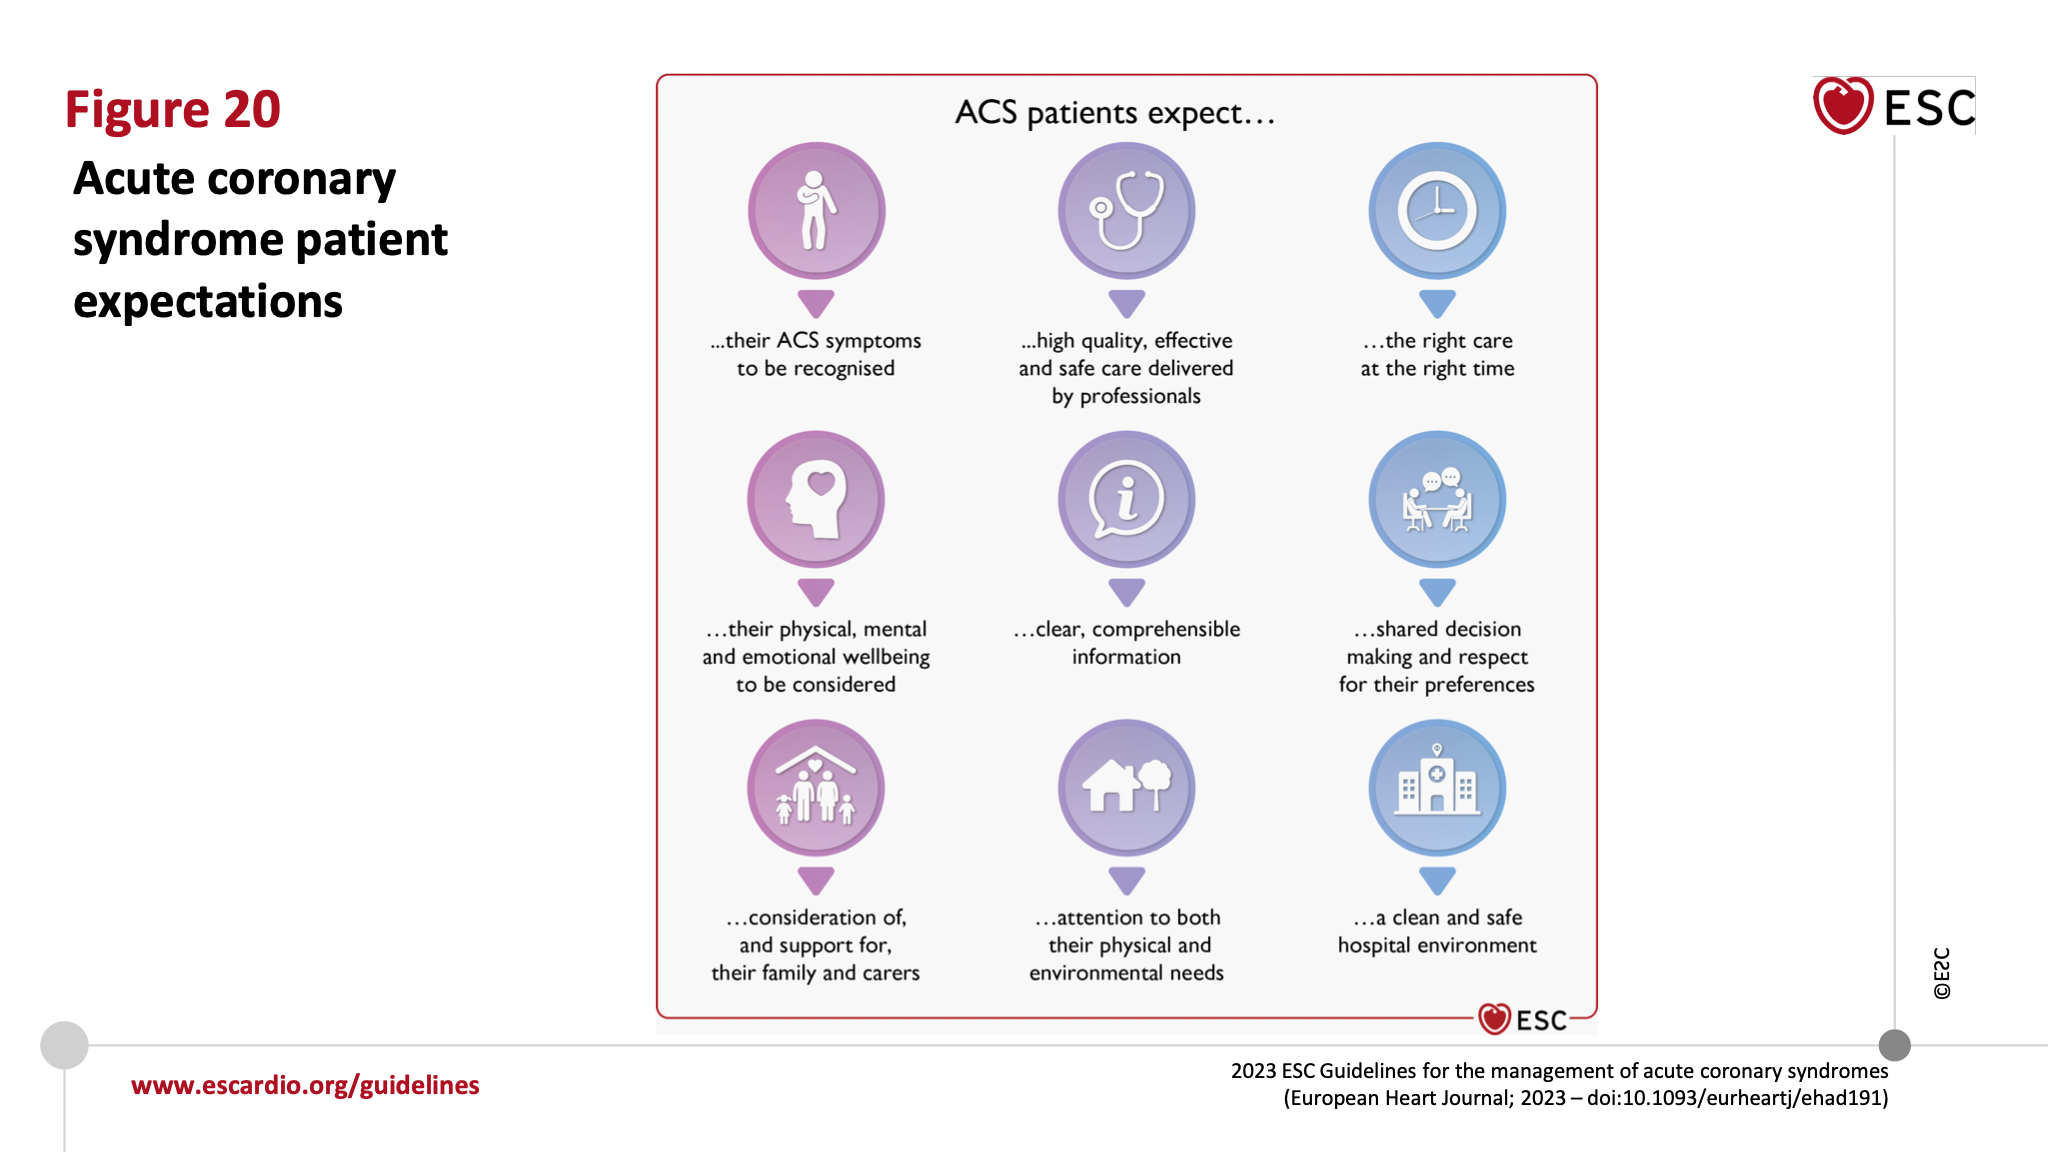 Figure 20
Acute coronary
syndrome patient
expectations
ACS patients expect…
...their ACS symptoms
to be recognised
...high quality, effective
and safe care delivered
by professionals
…the right care
at the right time
…their physical, mental
and emotional wellbeing
to be considered
…clear, comprehensible
information
…shared decision
making and respect
for their preferences
…consideration of,
and support for,
their family and carers
…attention to both
their physical and
environmental needs
…a clean and safe
hospital environment
ESC
ESC
©ESC
www.escardio.org/guidelines
2023 ESC Guidelines for the management of acute coronary syndromes
(European Heart Journal; 2023 – doi:10.1093/eurheartj/ehad191)